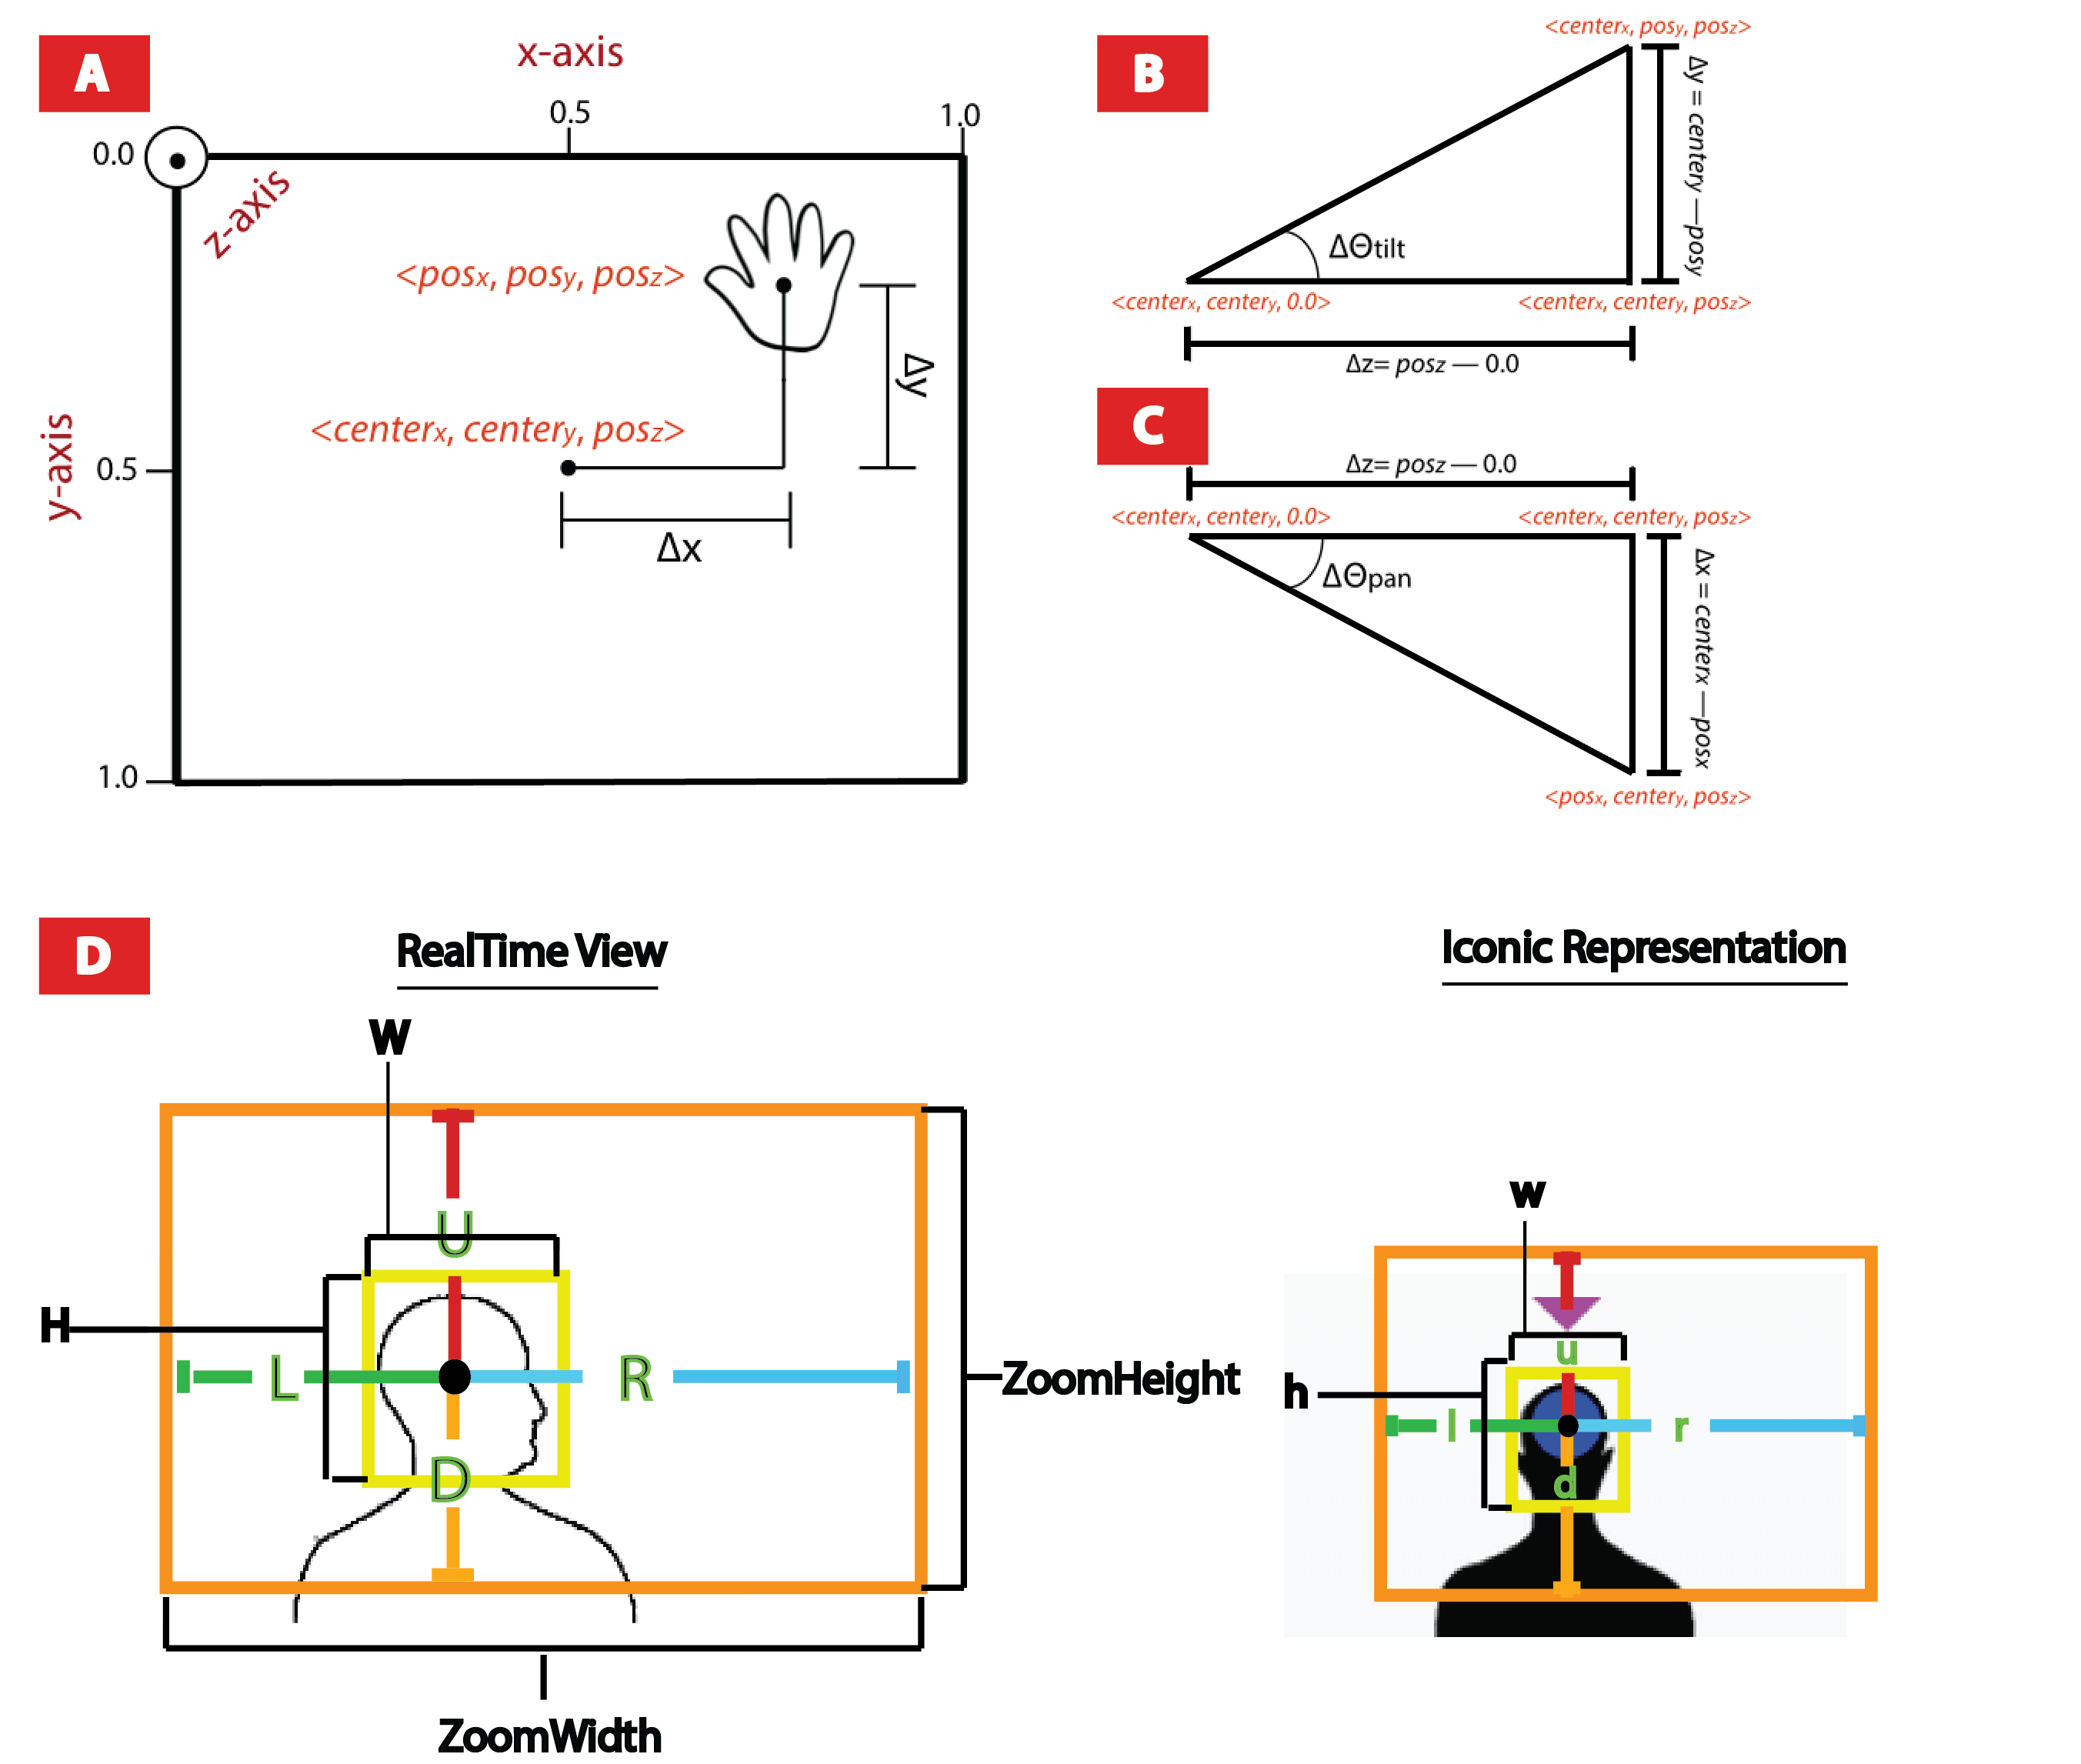 A
x-axis
0.5
1.0
0.0
z-axis
<posx, posy, posz>
Δy
<centerx, centery, posz>
y-axis
0.5
Δx
1.0
B
<centerx, posy, posz>
Δy = centery —posy
ΔΘtilt
<centerx, centery, 0.0>
<centerx, centery, posz>
Δz= posz — 0.0
C
Δz= posz — 0.0
<centerx, centery, 0.0>
<centerx, centery, posz>
ΔΘpan
Δx = centerx —posx
<posx, centery, posz>
D
RealTime View
W
U
H
L
R
D
ZoomHeight
ZoomWidth
Iconic Representation
w
u
h
l
r
d